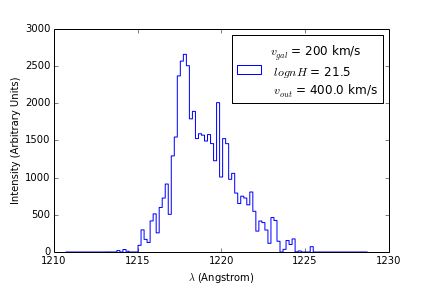 3000
2500
2000
1500
1000
500
0
Intensity (Arbitrary Units)
v_gal = 200 km/s
lognH = 21.5
v_out = 400.0 km/s
1210 1215 1220 1225 1230
λ (Angstrom)